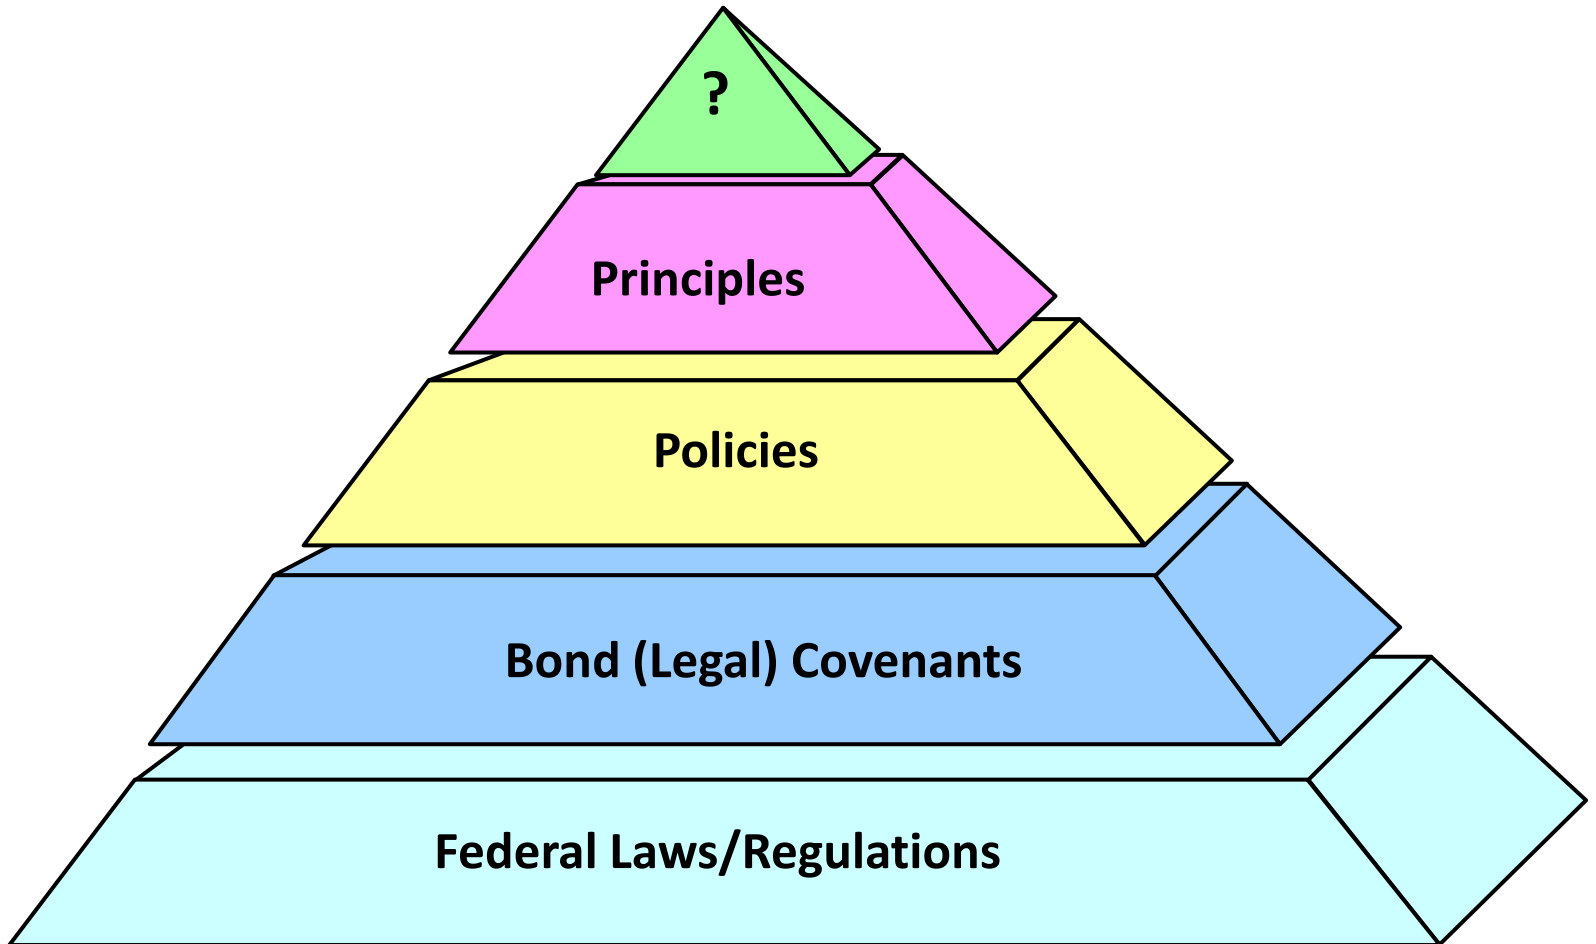 ?
Principles
Policies
Bond (Legal) Covenants
Federal Laws/Regulations